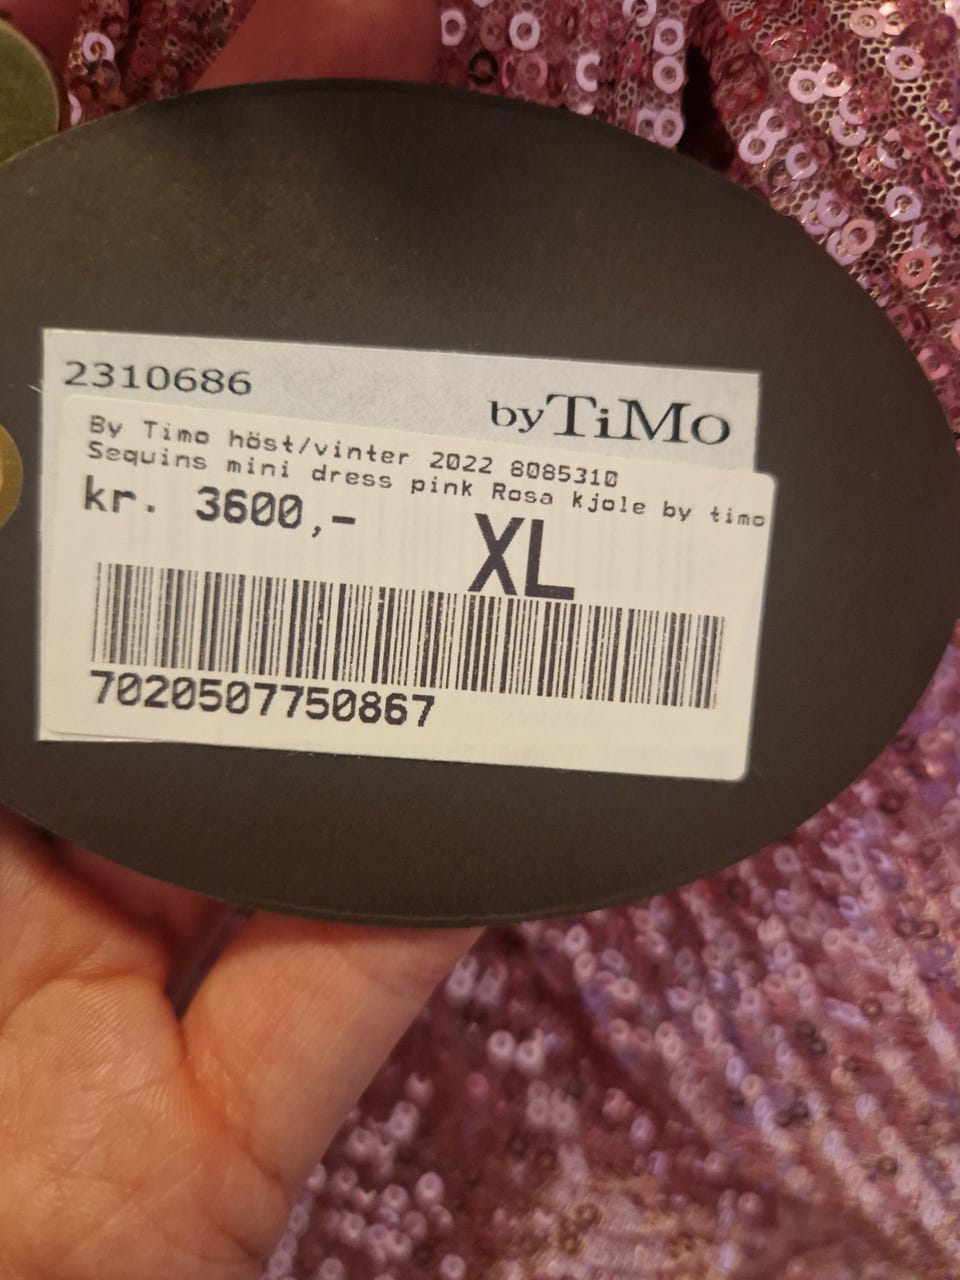 2310686
byTiMo
By Timo höst/vinter 2022 8085310
Sequins mini dress pink Rosa kjole by timo
kr. 3600,-
XL
7020507750867